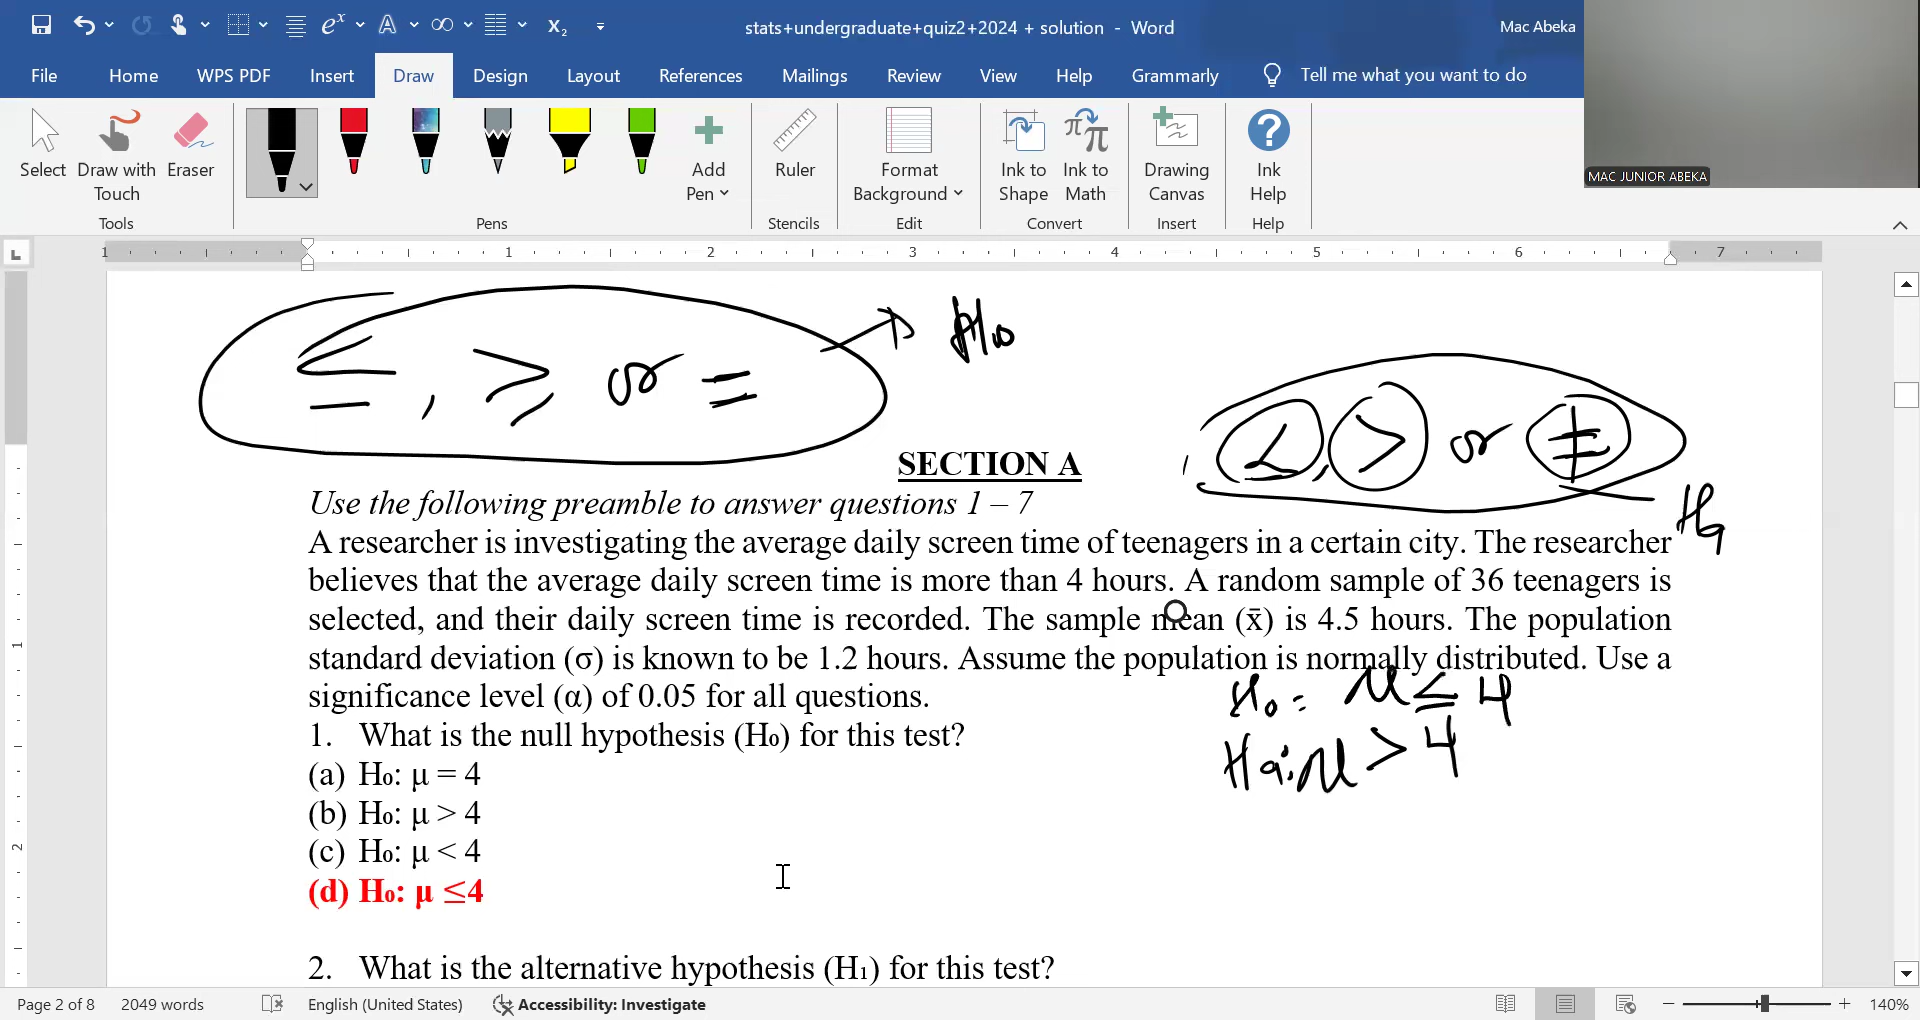 stats+undergraduate+quiz2+2024 + solution - Word
Mac Abeka
File Home WPS PDF Insert Draw Design Layout References Mailings Review View Help Grammarly Tell me what you want to do
Select Draw with Touch Eraser Add Pen Ruler Format Background Ink to Shape Ink to Math Drawing Canvas Ink Help
MAC JUNIOR ABEKA
Tools Pens Stencils Edit Convert Insert Help
1 1 2 3 4 5 6 7
≤, ≥ or = → H₀
<, > or ≠
Ha
SECTION A
Use the following preamble to answer questions 1 – 7
A researcher is investigating the average daily screen time of teenagers in a certain city. The researcher
believes that the average daily screen time is more than 4 hours. A random sample of 36 teenagers is
selected, and their daily screen time is recorded. The sample mean (x̄) is 4.5 hours. The population
standard deviation (σ) is known to be 1.2 hours. Assume the population is normally distributed. Use a
significance level (α) of 0.05 for all questions.
H₀: μ ≤ 4
1. What is the null hypothesis (H₀) for this test?
Ha: μ > 4
(a) H₀: μ = 4
(b) H₀: μ > 4
(c) H₀: μ < 4
(d) H₀: μ ≤4
2. What is the alternative hypothesis (H₁) for this test?
Page 2 of 8 2049 words English (United States) Accessibility: Investigate 140%